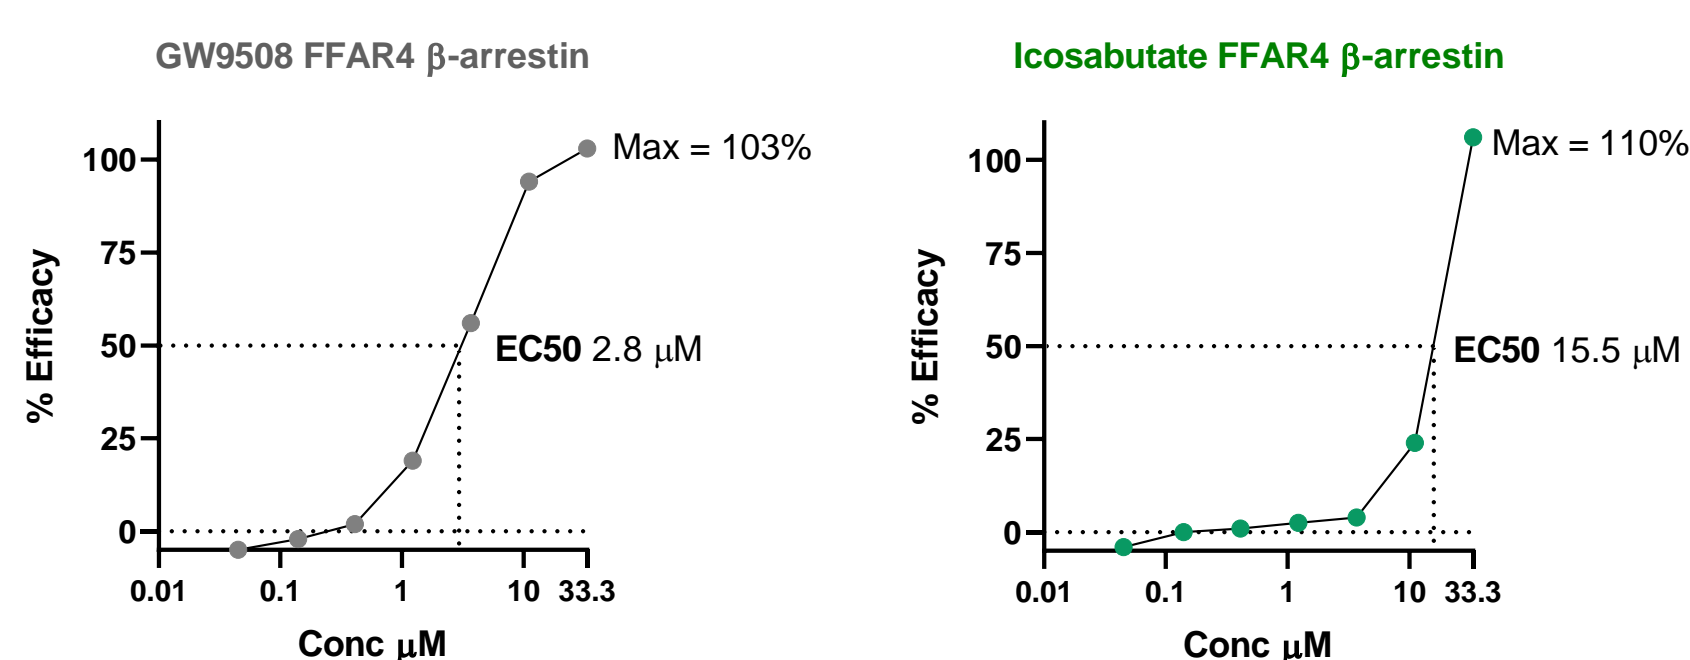 GW9508 FFAR4 β-arrestin
100
75
50
25
0
% Efficacy
Max = 103%
EC50 2.8 μM
0.01 0.1 1 10 33.3
Conc μM
Icosabutate FFAR4 β-arrestin
100
75
50
25
0
% Efficacy
Max = 110%
EC50 15.5 μM
0.01 0.1 1 10 33.3
Conc μM